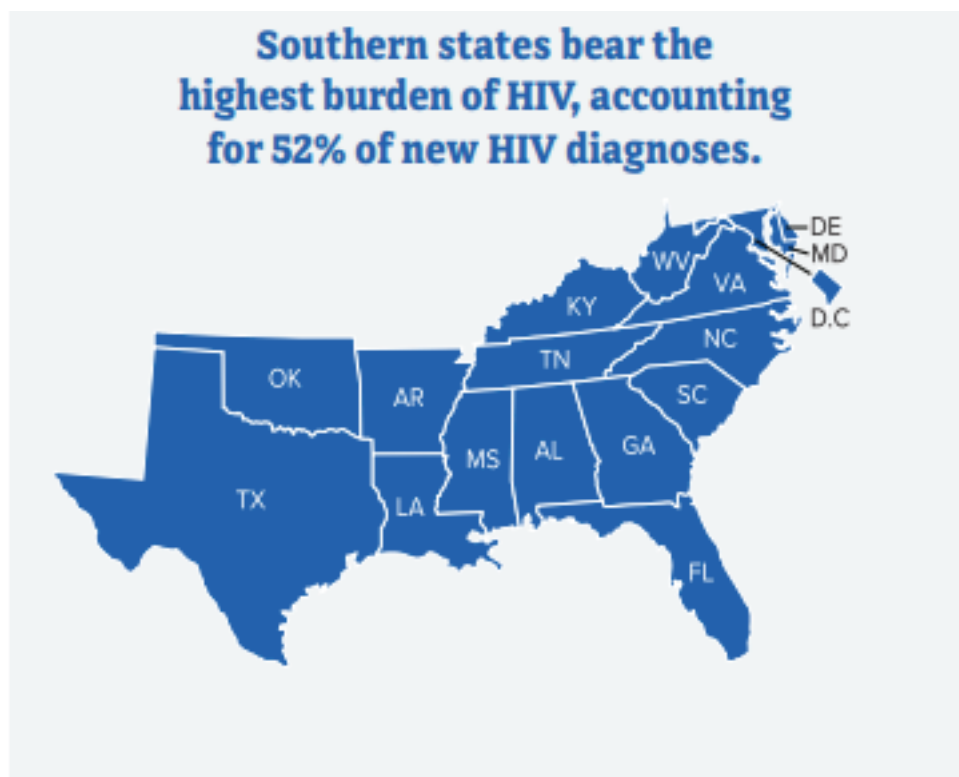 Southern states bear the
highest burden of HIV, accounting
for 52% of new HIV diagnoses.
DE
MD
WV
VA
D.C
KY
NC
TN
OK
AR
SC
MS
AL
GA
TX
LA
FL